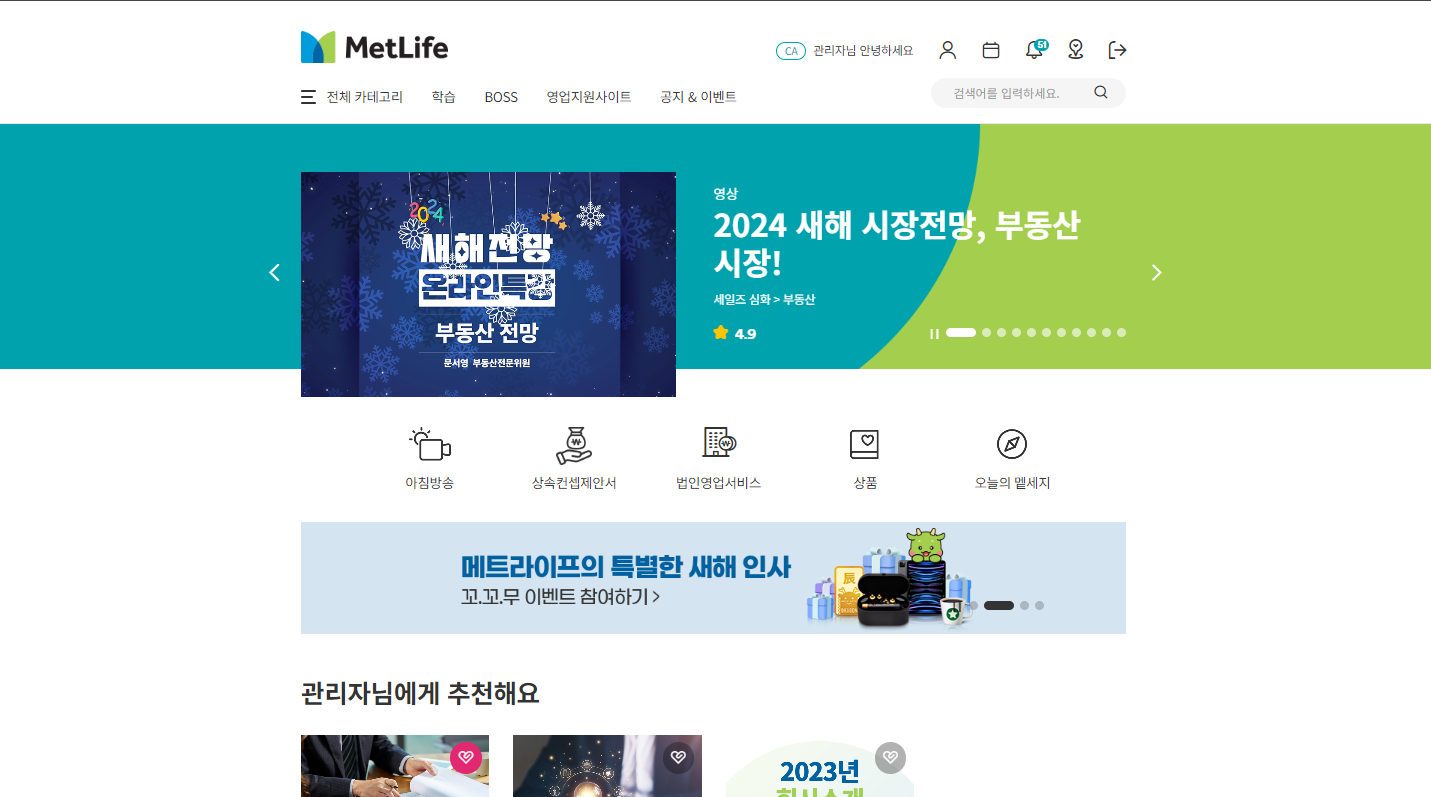 MetLife
CA 관리자님 안녕하세요
51
전체 카테고리 학습 BOSS 영업지원사이트 공지 & 이벤트
검색어를 입력하세요.
2024
새해전망
온라인특강
부동산 전망
문서영 부동산전문위원
영상
2024 새해 시장전망, 부동산
시장!
세일즈 심화 > 부동산
4.9
아침방송 상속컨셉제안서 법인영업서비스 상품 오늘의 멭세지
메트라이프의 특별한 새해 인사
꼬.꼬.무 이벤트 참여하기 >
辰
관리자님에게 추천해요
2023년
회사소개